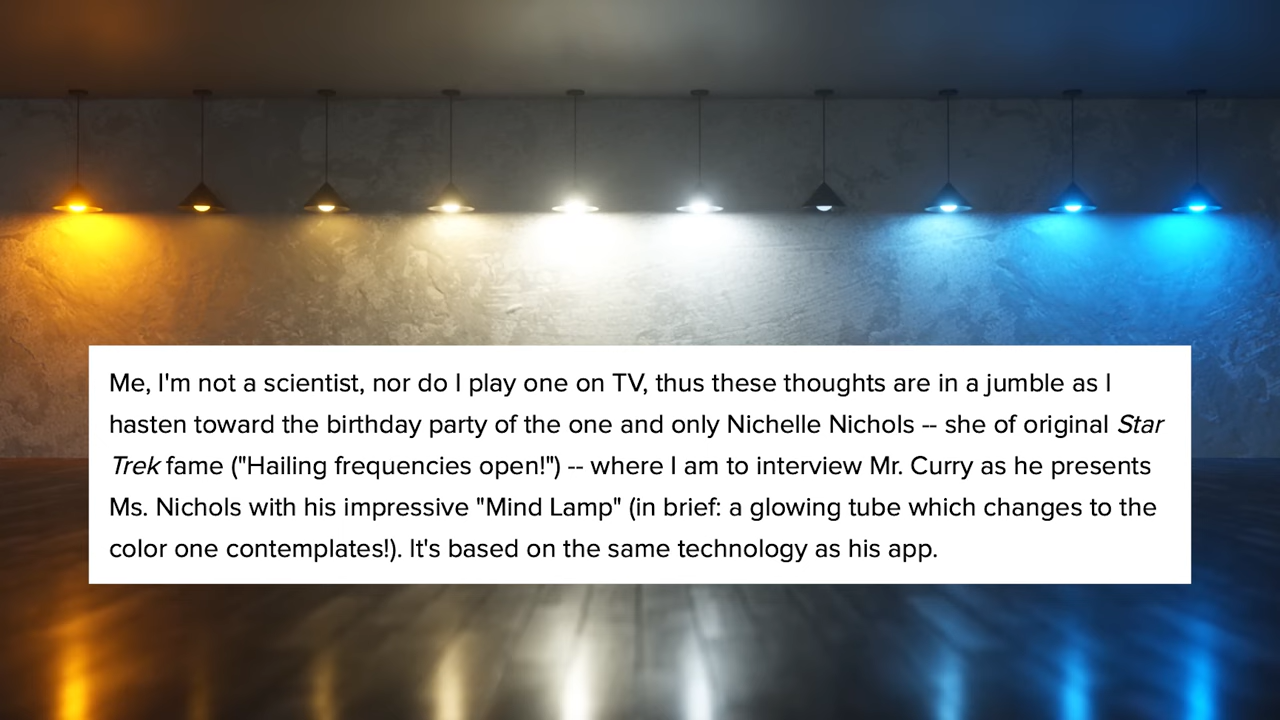 Me, I'm not a scientist, nor do I play one on TV, thus these thoughts are in a jumble as I
hasten toward the birthday party of the one and only Nichelle Nichols -- she of original Star
Trek fame ("Hailing frequencies open!") -- where I am to interview Mr. Curry as he presents
Ms. Nichols with his impressive "Mind Lamp" (in brief: a glowing tube which changes to the
color one contemplates!). It's based on the same technology as his app.